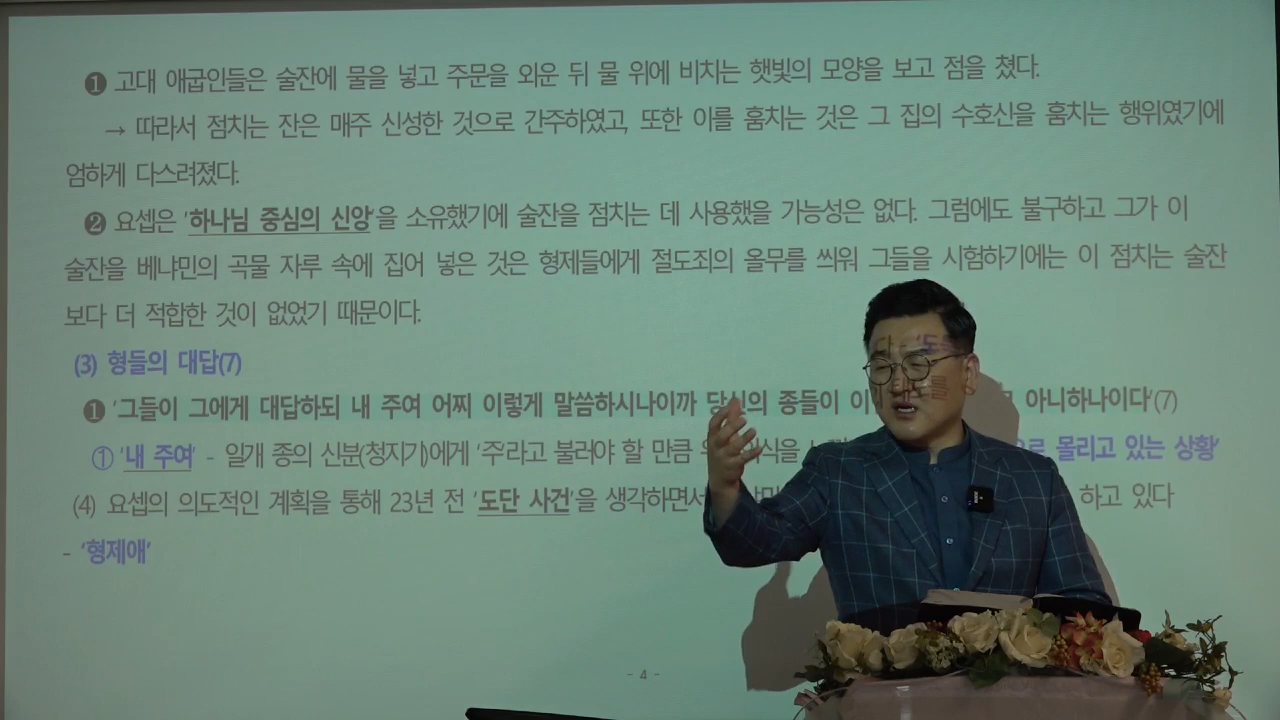 ❶ 고대 애굽인들은 술잔에 물을 넣고 주문을 외운 뒤 물 위에 비치는 햇빛의 모양을 보고 점을 쳤다.
→ 따라서 점치는 잔은 매주 신성한 것으로 간주하였고, 또한 이를 훔치는 것은 그 집의 수호신을 훔치는 행위였기에
엄하게 다스려졌다.
❷ 요셉은 '하나님 중심의 신앙'을 소유했기에 술잔을 점치는 데 사용했을 가능성은 없다. 그럼에도 불구하고 그가 이
술잔을 베냐민의 곡물 자루 속에 집어 넣은 것은 형제들에게 절도죄의 올무를 씌워 그들을 시험하기에는 이 점치는 술잔
보다 더 적합한 것이 없었기 때문이다.
(3) 형들의 대답(7)
❶ '그들이 그에게 대답하되 내 주여 어찌 이렇게 말씀하시나이까 당신의 종들이 아니하나이다'(7)
① '내 주여' - 일개 종의 신분(청지기)에게 '주'라고 불러야 할 만큼 몰리고 있는 상황'
(4) 요셉의 의도적인 계획을 통해 23년 전 '도단 사건'을 생각하면서 하고 있다
- '형제애'
- 4 -